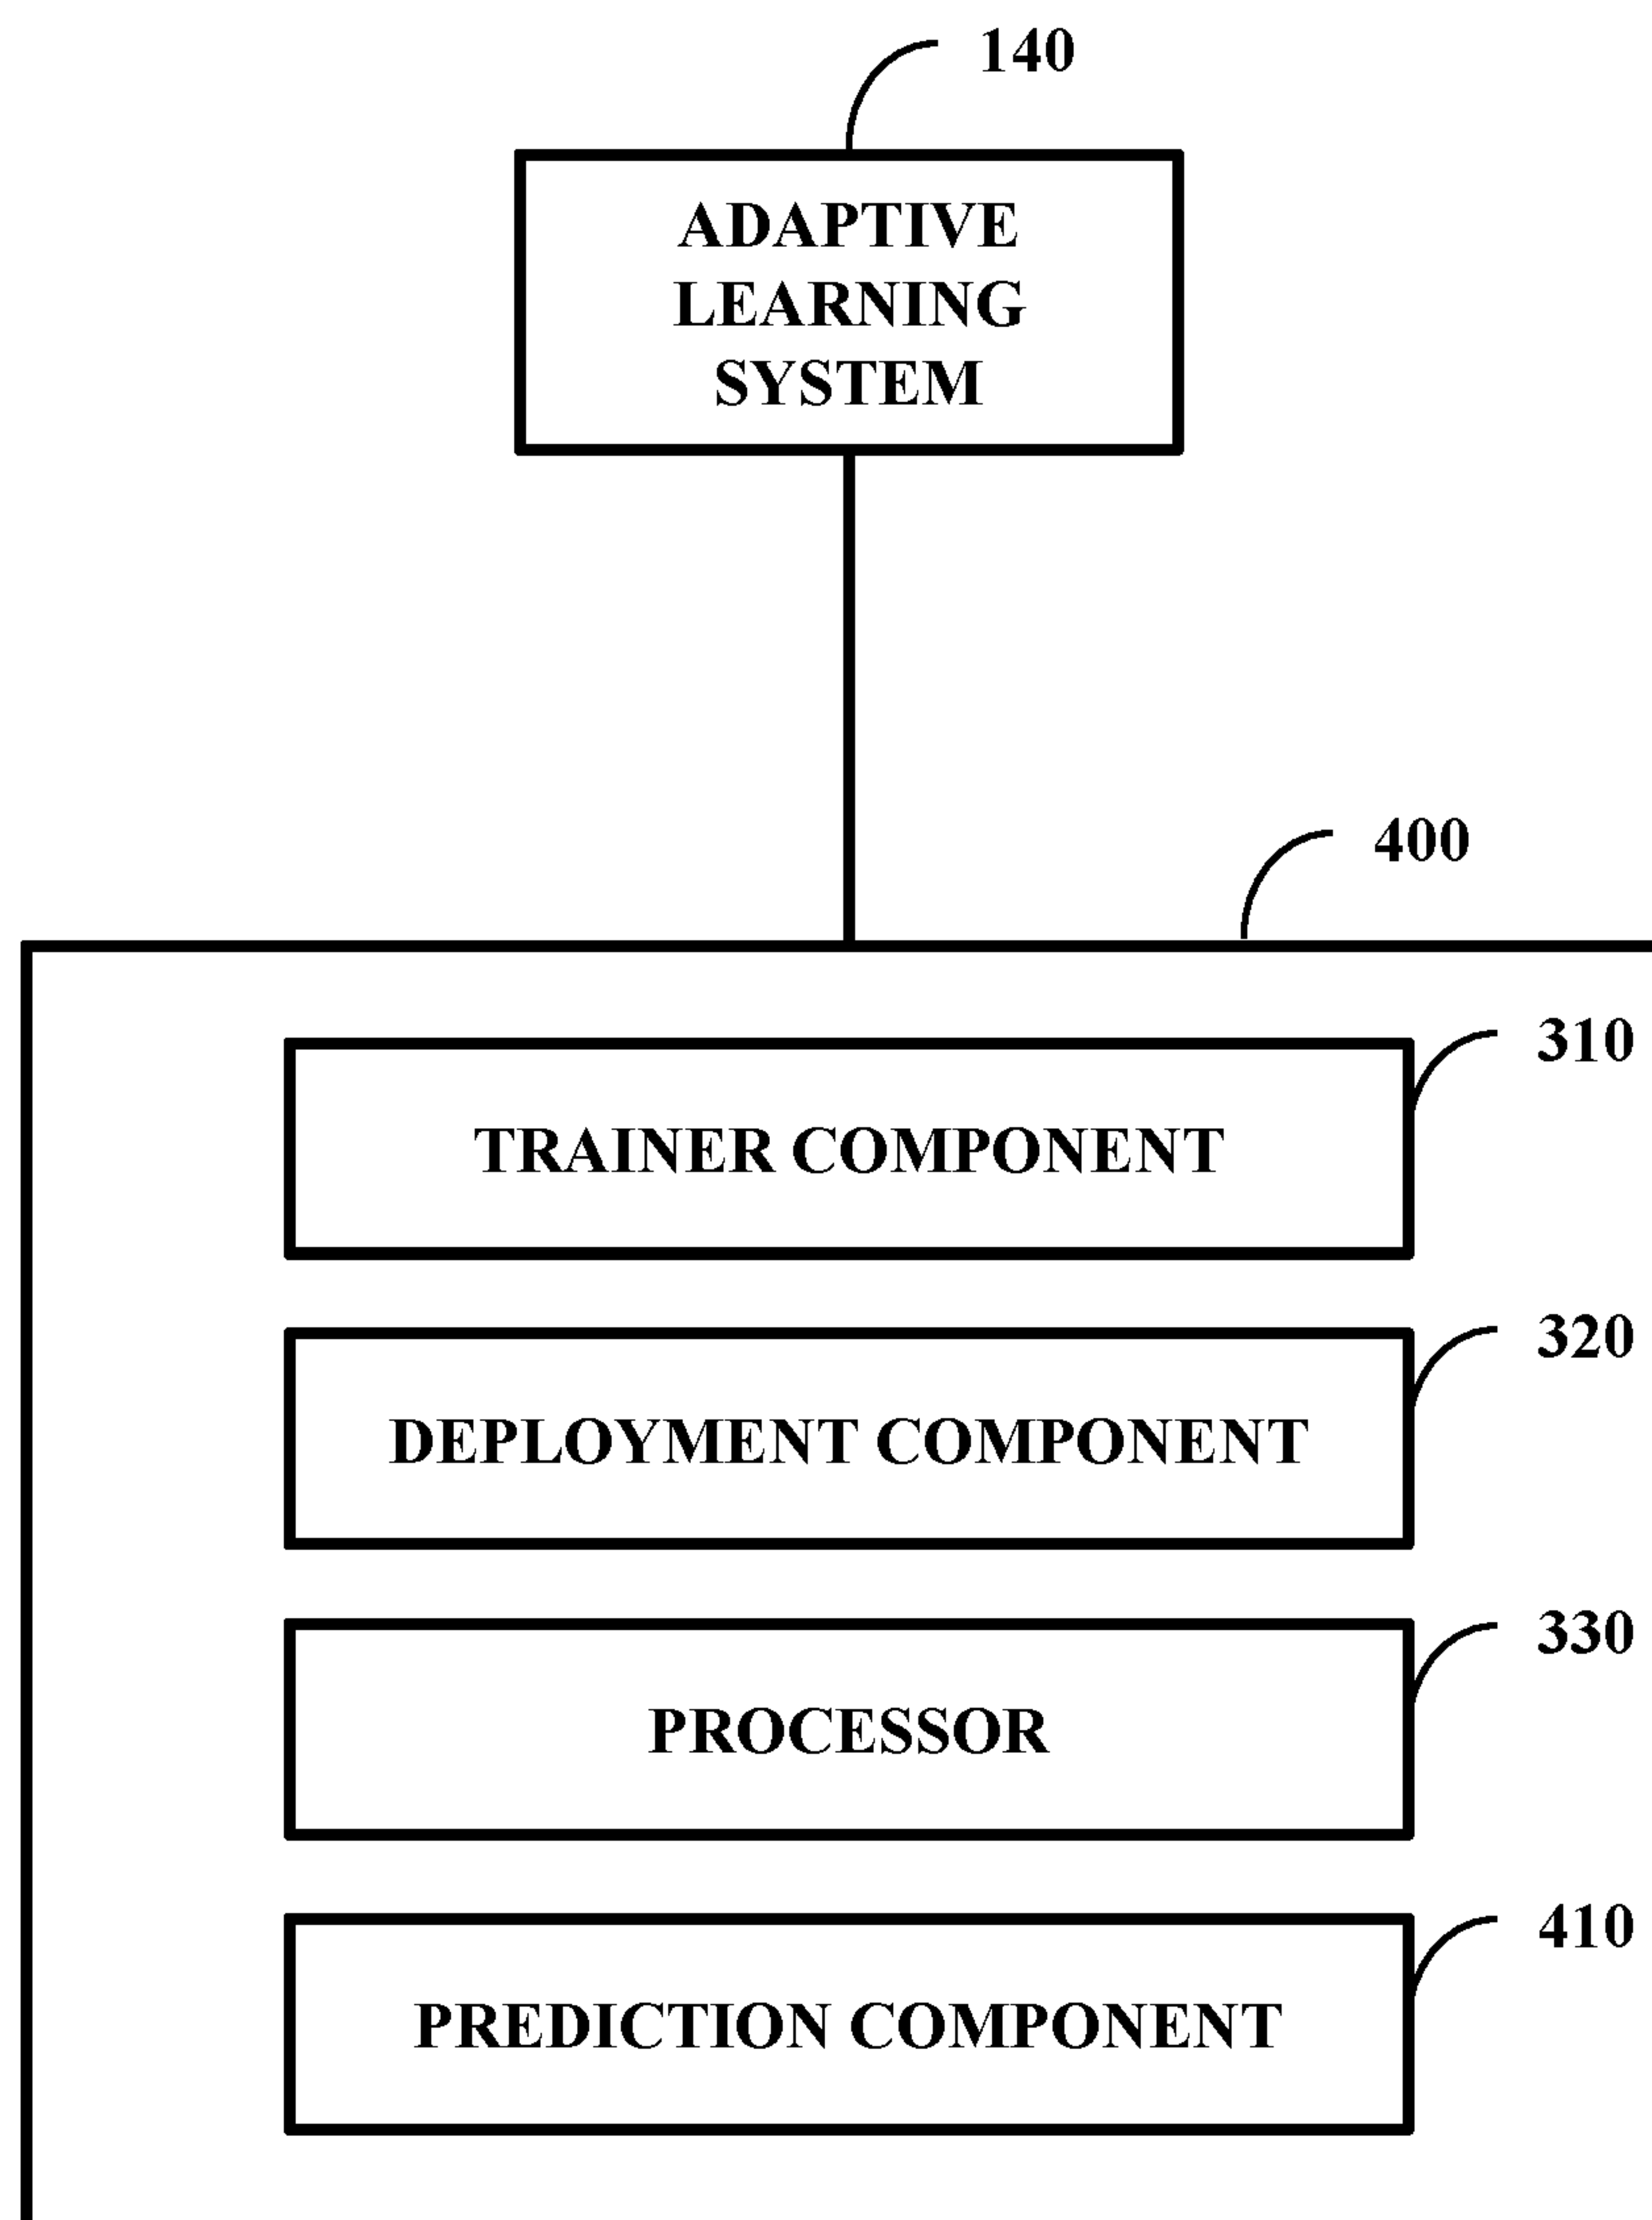 140
ADAPTIVE
LEARNING
SYSTEM
400
310
TRAINER COMPONENT
320
DEPLOYMENT COMPONENT
330
PROCESSOR
410
PREDICTION COMPONENT